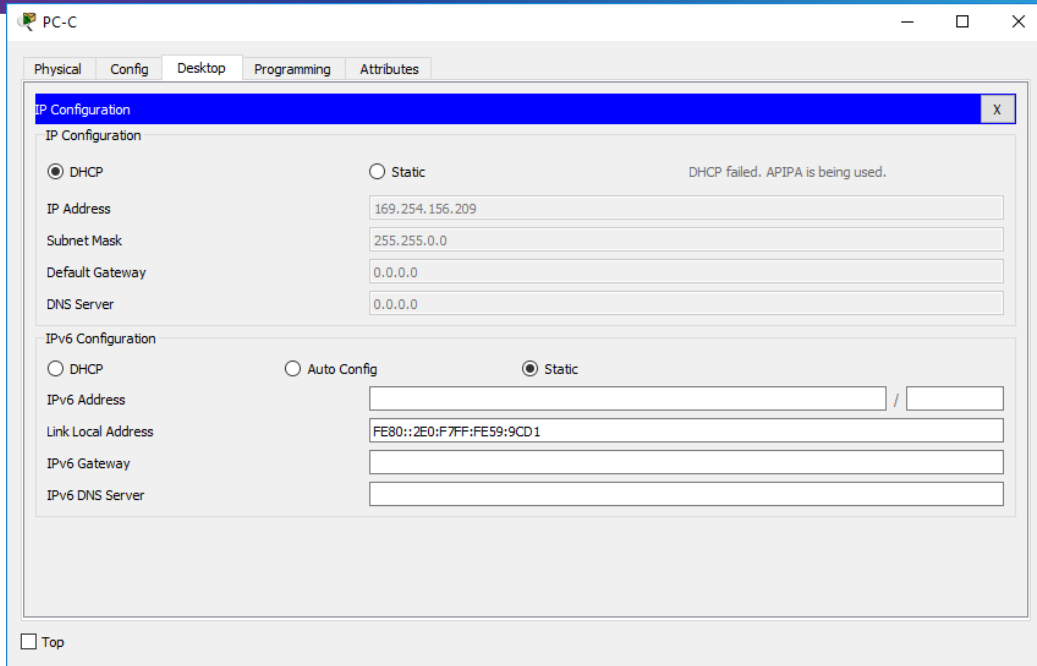 PC-C
Physical Config Desktop Programming Attributes
IP Configuration X
IP Configuration
DHCP Static DHCP failed. APIPA is being used.
IP Address 169.254.156.209
Subnet Mask 255.255.0.0
Default Gateway 0.0.0.0
DNS Server 0.0.0.0
IPv6 Configuration
DHCP Auto Config Static
IPv6 Address /
Link Local Address FE80::2E0:F7FF:FE59:9CD1
IPv6 Gateway
IPv6 DNS Server
Top